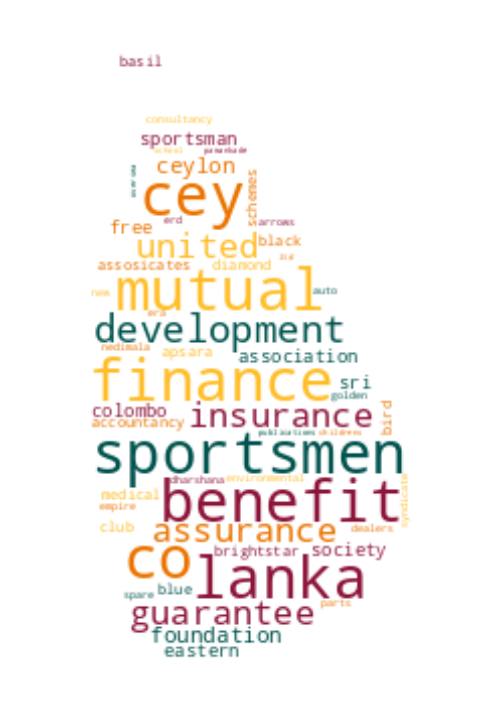 basil
consultancy
sportsman
school
ceylon
cey
schemes
erd
arrows
free
united
black
assosicates
diamond
new
mutual
auto
era
development
nedimala
apsara
association
finance
sri
golden
colombo
insurance
bird
accountancy
publications
childrens
sportsmen
dharshana
environmental
medical
benefit
syndicate
empire
club
assurance
dealers
co
brightstar
society
lanka
spare
blue
parts
guarantee
foundation
eastern